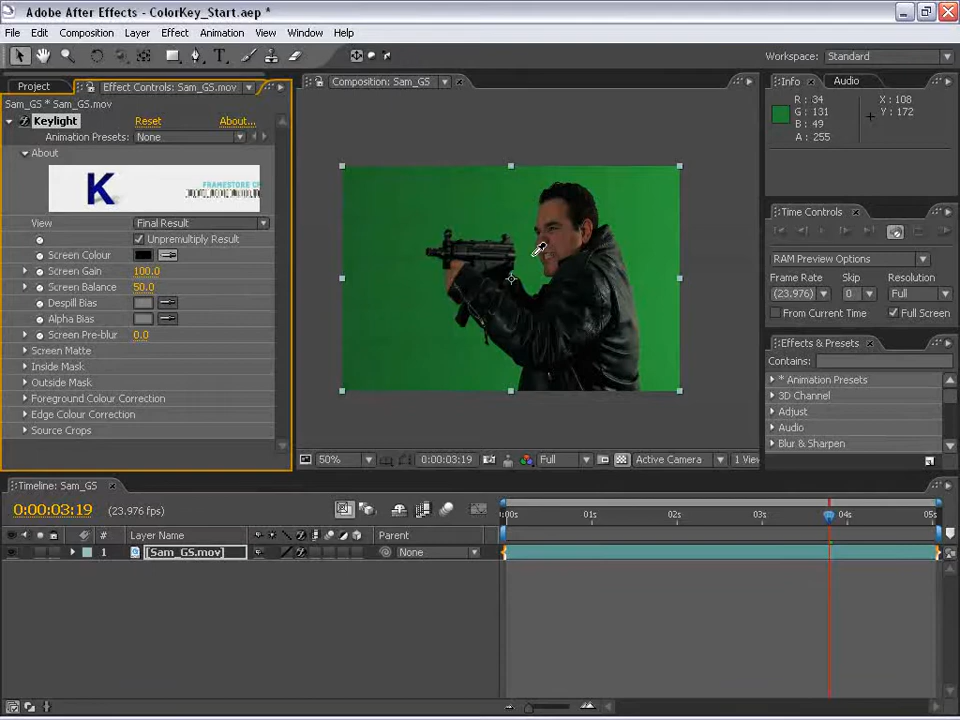 Adobe After Effects - ColorKey_Start.aep *
File Edit Composition Layer Effect Animation View Window Help
Workspace: Standard
Project Effect Controls: Sam_GS.mov
Sam_GS * Sam_GS.mov
Keylight Reset About...
Animation Presets: None
About
K FRAMESTORE CF
View Final Result
Unpremultiply Result
Screen Colour
Screen Gain 100.0
Screen Balance 50.0
Despill Bias
Alpha Bias
Screen Pre-blur 0.0
Screen Matte
Inside Mask
Outside Mask
Foreground Colour Correction
Edge Colour Correction
Source Crops
Composition: Sam_GS
50% 0:00:03:19 Full Active Camera 1 View
Info Audio
R: 34 X: 108
G: 131 Y: 172
B: 49
A: 255
Time Controls
RAM Preview Options
Frame Rate Skip Resolution
(23.976) 0 Full
From Current Time Full Screen
Effects & Presets
Contains:
* Animation Presets
3D Channel
Adjust
Audio
Blur & Sharpen
Timeline: Sam_GS
0:00:03:19 (23.976 fps)
:00s 01s 02s 03s 04s 05s
# Layer Name Parent
1 [Sam_GS.mov] None